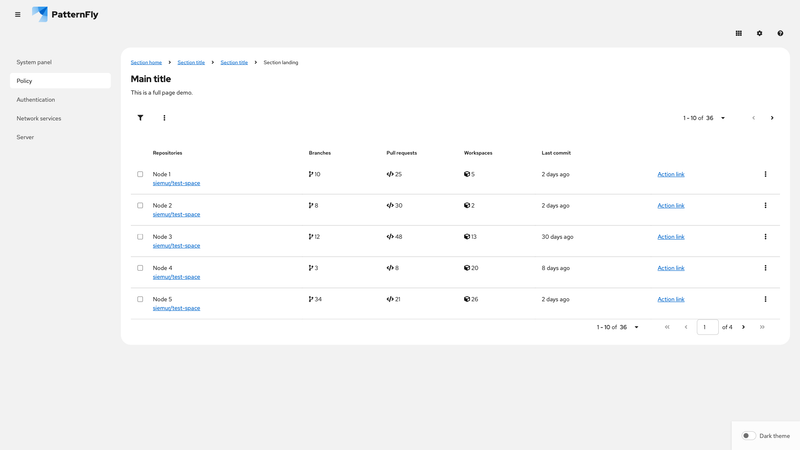 PatternFly
System panel
Policy
Authentication
Network services
Server
Section home Section title Section title Section landing
Main title
This is a full page demo.
1 - 10 of 36
Repositories Branches Pull requests Workspaces Last commit
Node 1 10 25 5 2 days ago Action link
siemur/test-space
Node 2 8 30 2 2 days ago Action link
siemur/test-space
Node 3 12 48 13 30 days ago Action link
siemur/test-space
Node 4 3 8 20 8 days ago Action link
siemur/test-space
Node 5 34 21 26 2 days ago Action link
siemur/test-space
1 - 10 of 36 1 of 4
Dark theme